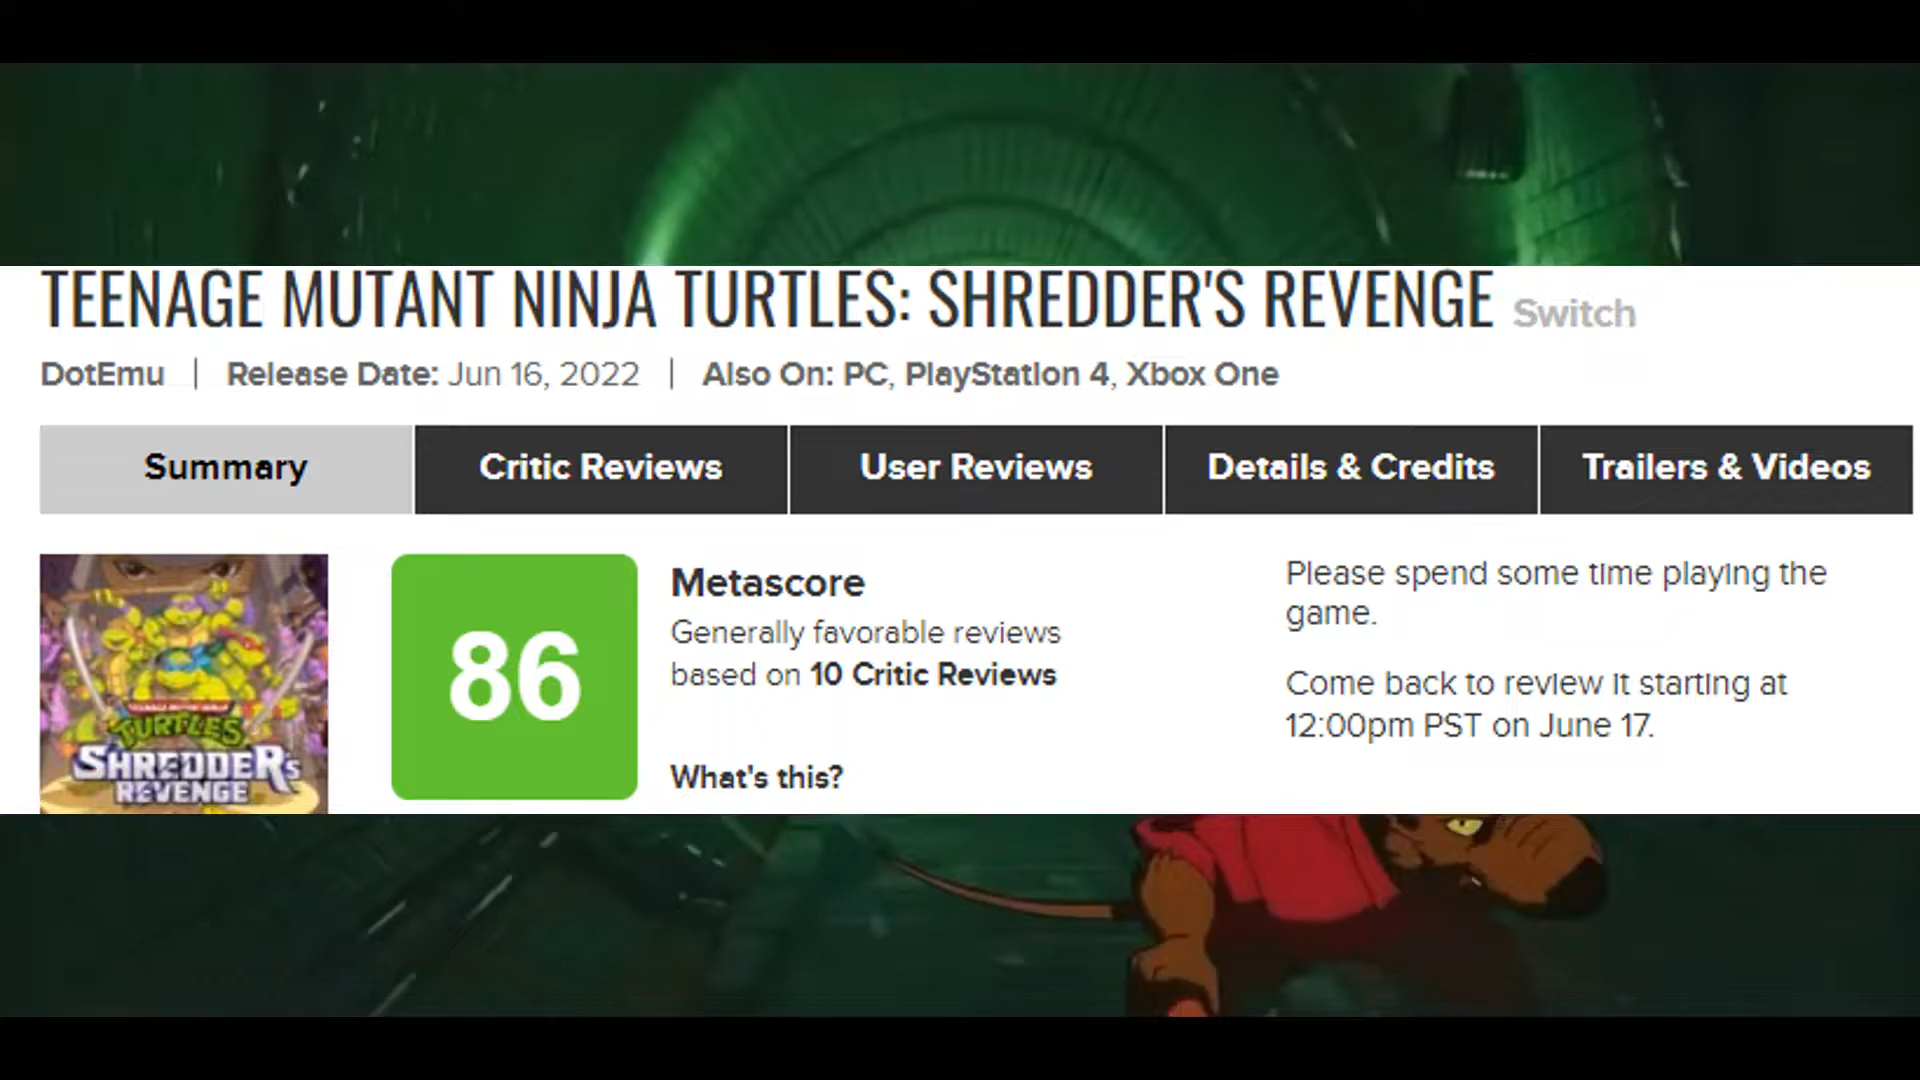 TEENAGE MUTANT NINJA TURTLES: SHREDDER'S REVENGE Switch
DotEmu | Release Date: Jun 16, 2022 | Also On: PC, PlayStation 4, Xbox One
Summary Critic Reviews User Reviews Details & Credits Trailers & Videos
TEENAGE MUTANT NINJA
TURTLES
SHREDDER'S
REVENGE
86
Metascore
Generally favorable reviews
based on 10 Critic Reviews
What's this?
Please spend some time playing the
game.
Come back to review it starting at
12:00pm PST on June 17.